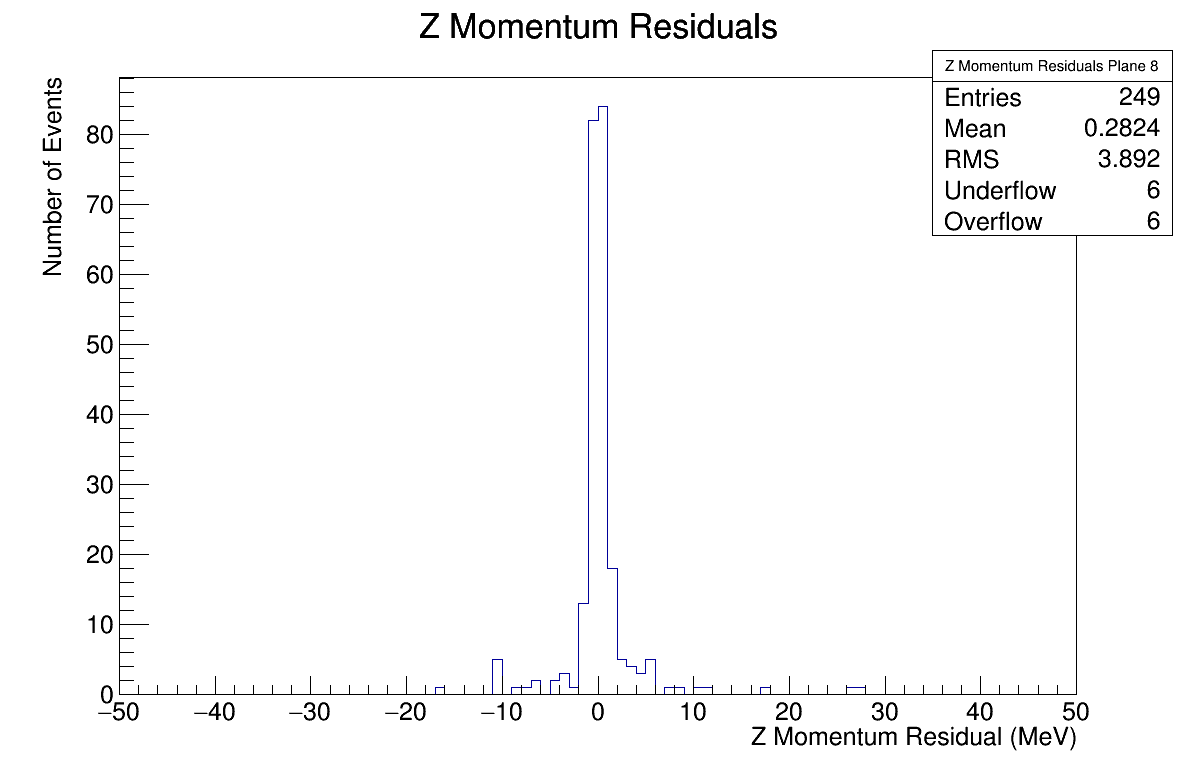 Z Momentum Residuals
Z Momentum Residuals Plane 8
Entries 249
Mean 0.2824
RMS 3.892
Underflow 6
Overflow 6
Number of Events
80
70
60
50
40
30
20
10
0
−50 −40 −30 −20 −10 0 10 20 30 40 50
Z Momentum Residual (MeV)